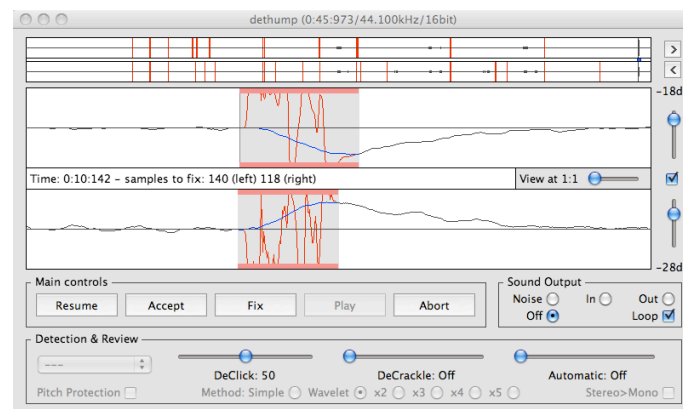 dethump (0:45:973/44.100kHz/16bit)
>
<
-18d
Time: 0:10:142 – samples to fix: 140 (left) 118 (right)
View at 1:1
-28d
Main controls
Resume
Accept
Fix
Play
Abort
Sound Output
Noise
In
Out
Off
Loop
Detection & Review
---
DeClick: 50
DeCrackle: Off
Automatic: Off
Pitch Protection
Method: Simple
Wavelet
x2
x3
x4
x5
Stereo>Mono